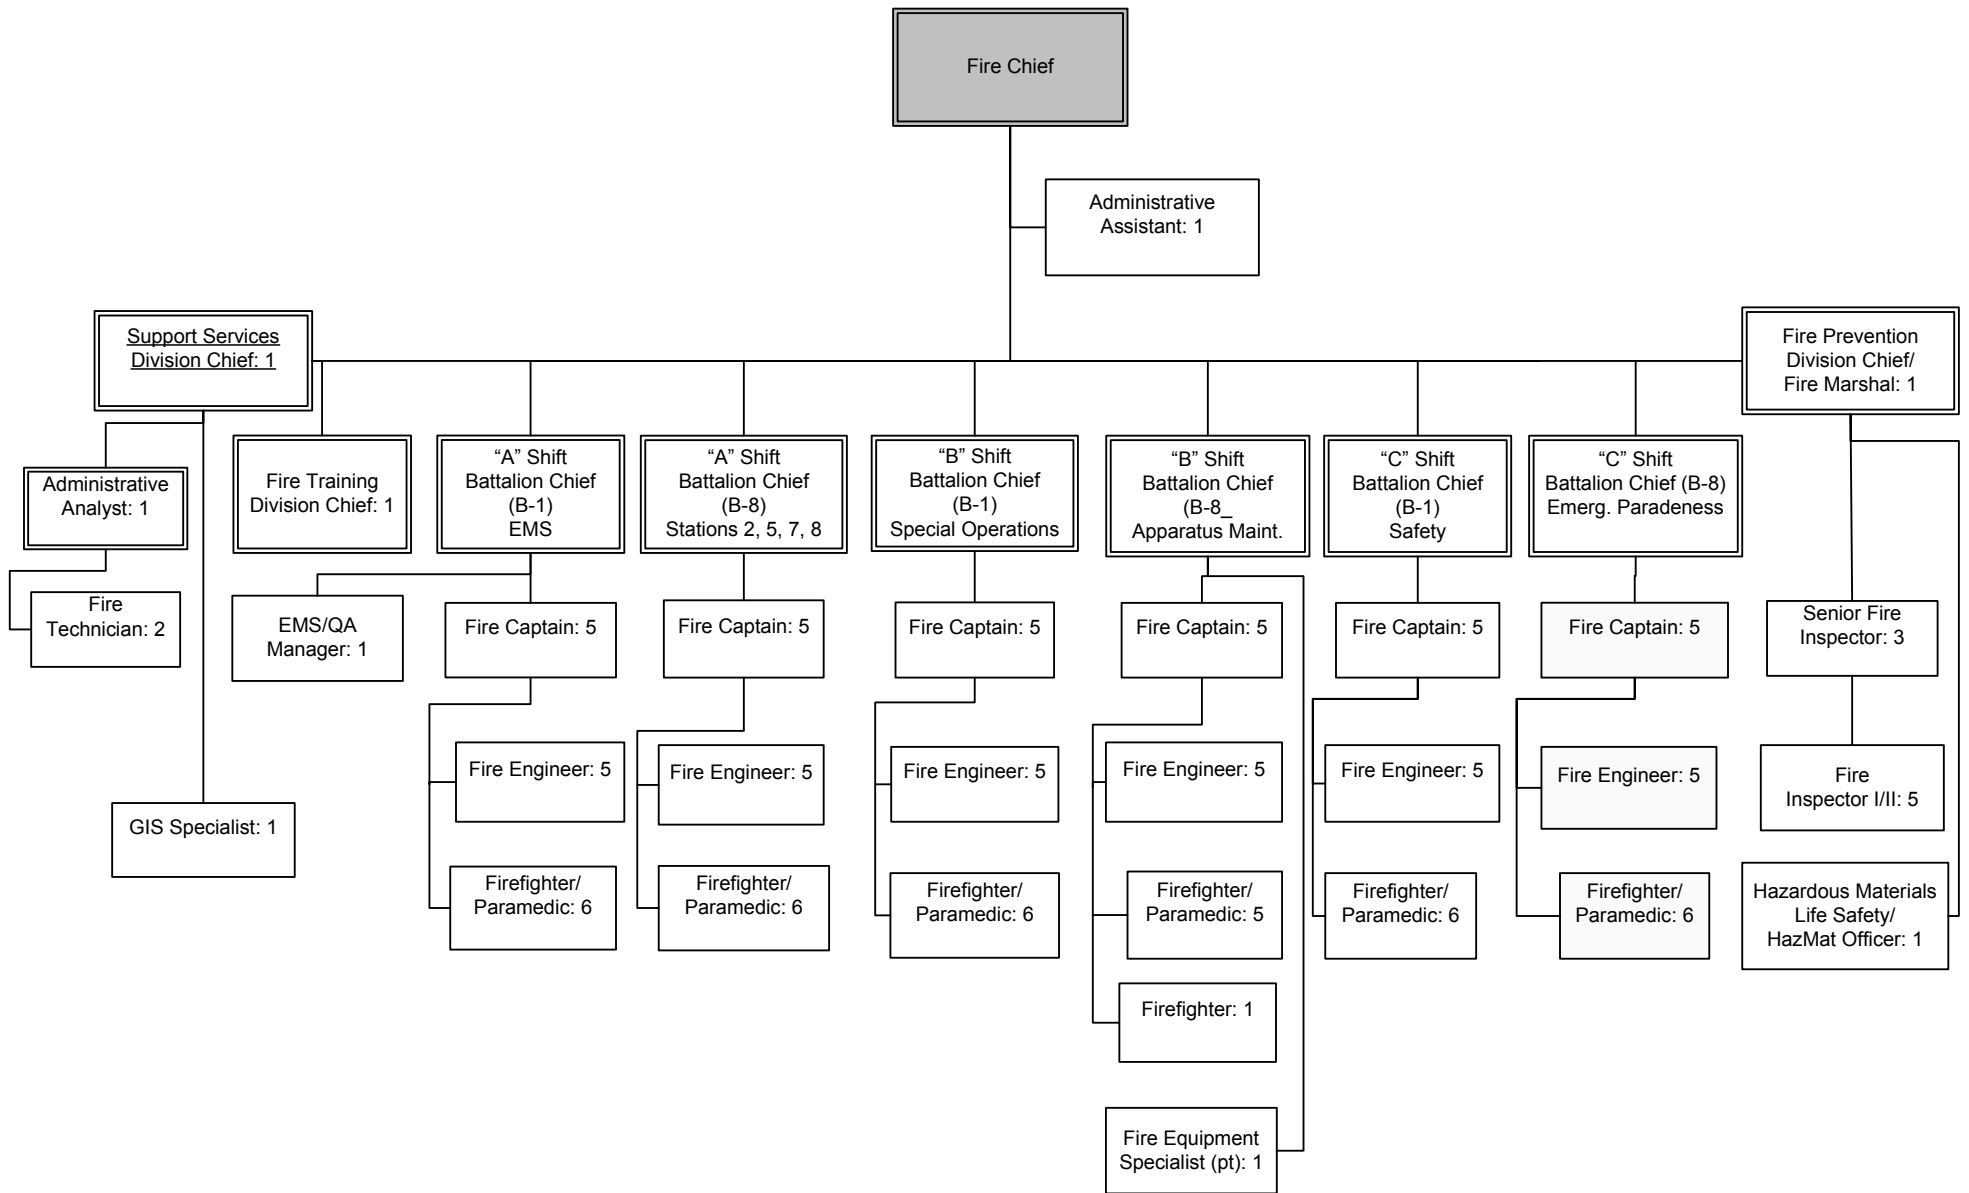 Fire Chief
Administrative
Assistant: 1
Support Services
Division Chief: 1
Fire Prevention
Division Chief/
Fire Marshal: 1
Administrative
Analyst: 1
Fire Training
Division Chief: 1
“A” Shift
Battalion Chief
(B-1)
EMS
“A” Shift
Battalion Chief
(B-8)
Stations 2, 5, 7, 8
“B” Shift
Battalion Chief
(B-1)
Special Operations
“B” Shift
Battalion Chief
(B-8_
Apparatus Maint.
“C” Shift
Battalion Chief
(B-1)
Safety
“C” Shift
Battalion Chief (B-8)
Emerg. Paradeness
Fire
Technician: 2
EMS/QA
Manager: 1
Fire Captain: 5
Fire Captain: 5
Fire Captain: 5
Fire Captain: 5
Fire Captain: 5
Fire Captain: 5
Senior Fire
Inspector: 3
Fire Engineer: 5
Fire Engineer: 5
Fire Engineer: 5
Fire Engineer: 5
Fire Engineer: 5
Fire Engineer: 5
Fire
Inspector I/II: 5
GIS Specialist: 1
Firefighter/
Paramedic: 6
Firefighter/
Paramedic: 6
Firefighter/
Paramedic: 6
Firefighter/
Paramedic: 5
Firefighter/
Paramedic: 6
Firefighter/
Paramedic: 6
Hazardous Materials
Life Safety/
HazMat Officer: 1
Firefighter: 1
Fire Equipment
Specialist (pt): 1